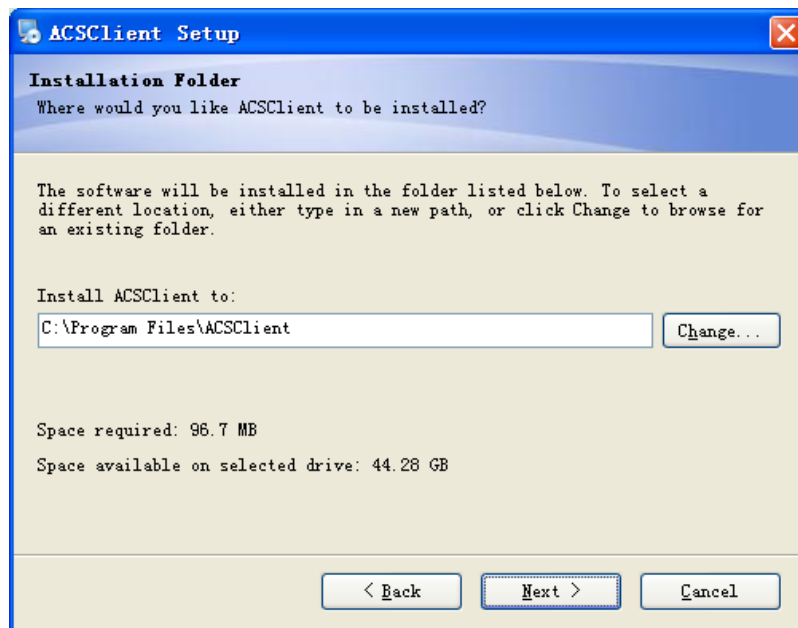 ACSClient Setup
Installation Folder
Where would you like ACSClient to be installed?
The software will be installed in the folder listed below. To select a
different location, either type in a new path, or click Change to browse for
an existing folder.
Install ACSClient to:
C:\Program Files\ACSClient
Change...
Space required: 96.7 MB
Space available on selected drive: 44.28 GB
< Back
Next >
Cancel